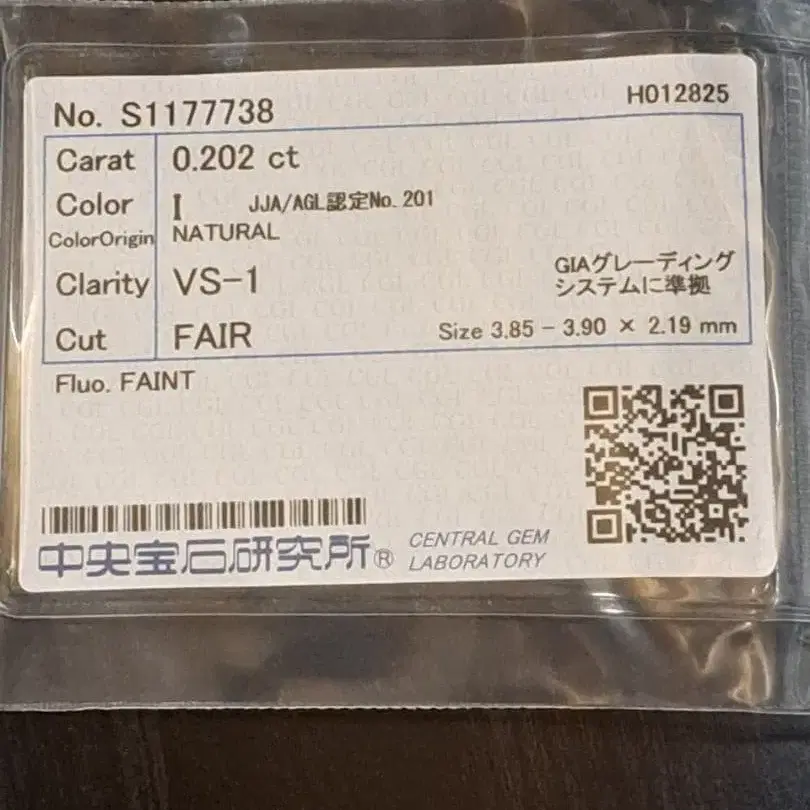 No. S1177738 H012825
Carat 0.202 ct
Color I JJA/AGL認定No.201
ColorOrigin NATURAL
Clarity VS-1 GIAグレーディング
システムに準拠
Cut FAIR Size 3.85 - 3.90 × 2.19 mm
Fluo. FAINT
中央宝石研究所® CENTRAL GEM
LABORATORY